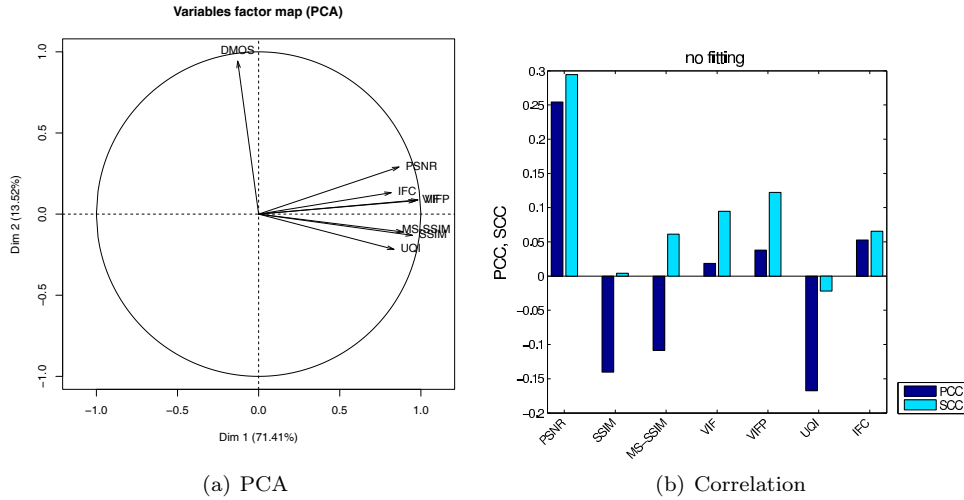 Variables factor map (PCA)
DMOS
PSNR
IFC
VIF
VIFP
MS-SSIM
SSIM
UQI
Dim 2 (13.52%)
1.0
0.5
0.0
−0.5
−1.0
−1.0
−0.5
0.0
0.5
1.0
Dim 1 (71.41%)
(a) PCA
no fitting
PCC, SCC
0.3
0.25
0.2
0.15
0.1
0.05
0
−0.05
−0.1
−0.15
−0.2
PSNR
SSIM
MS−SSIM
VIF
VIFP
UQI
IFC
PCC
SCC
(b) Correlation